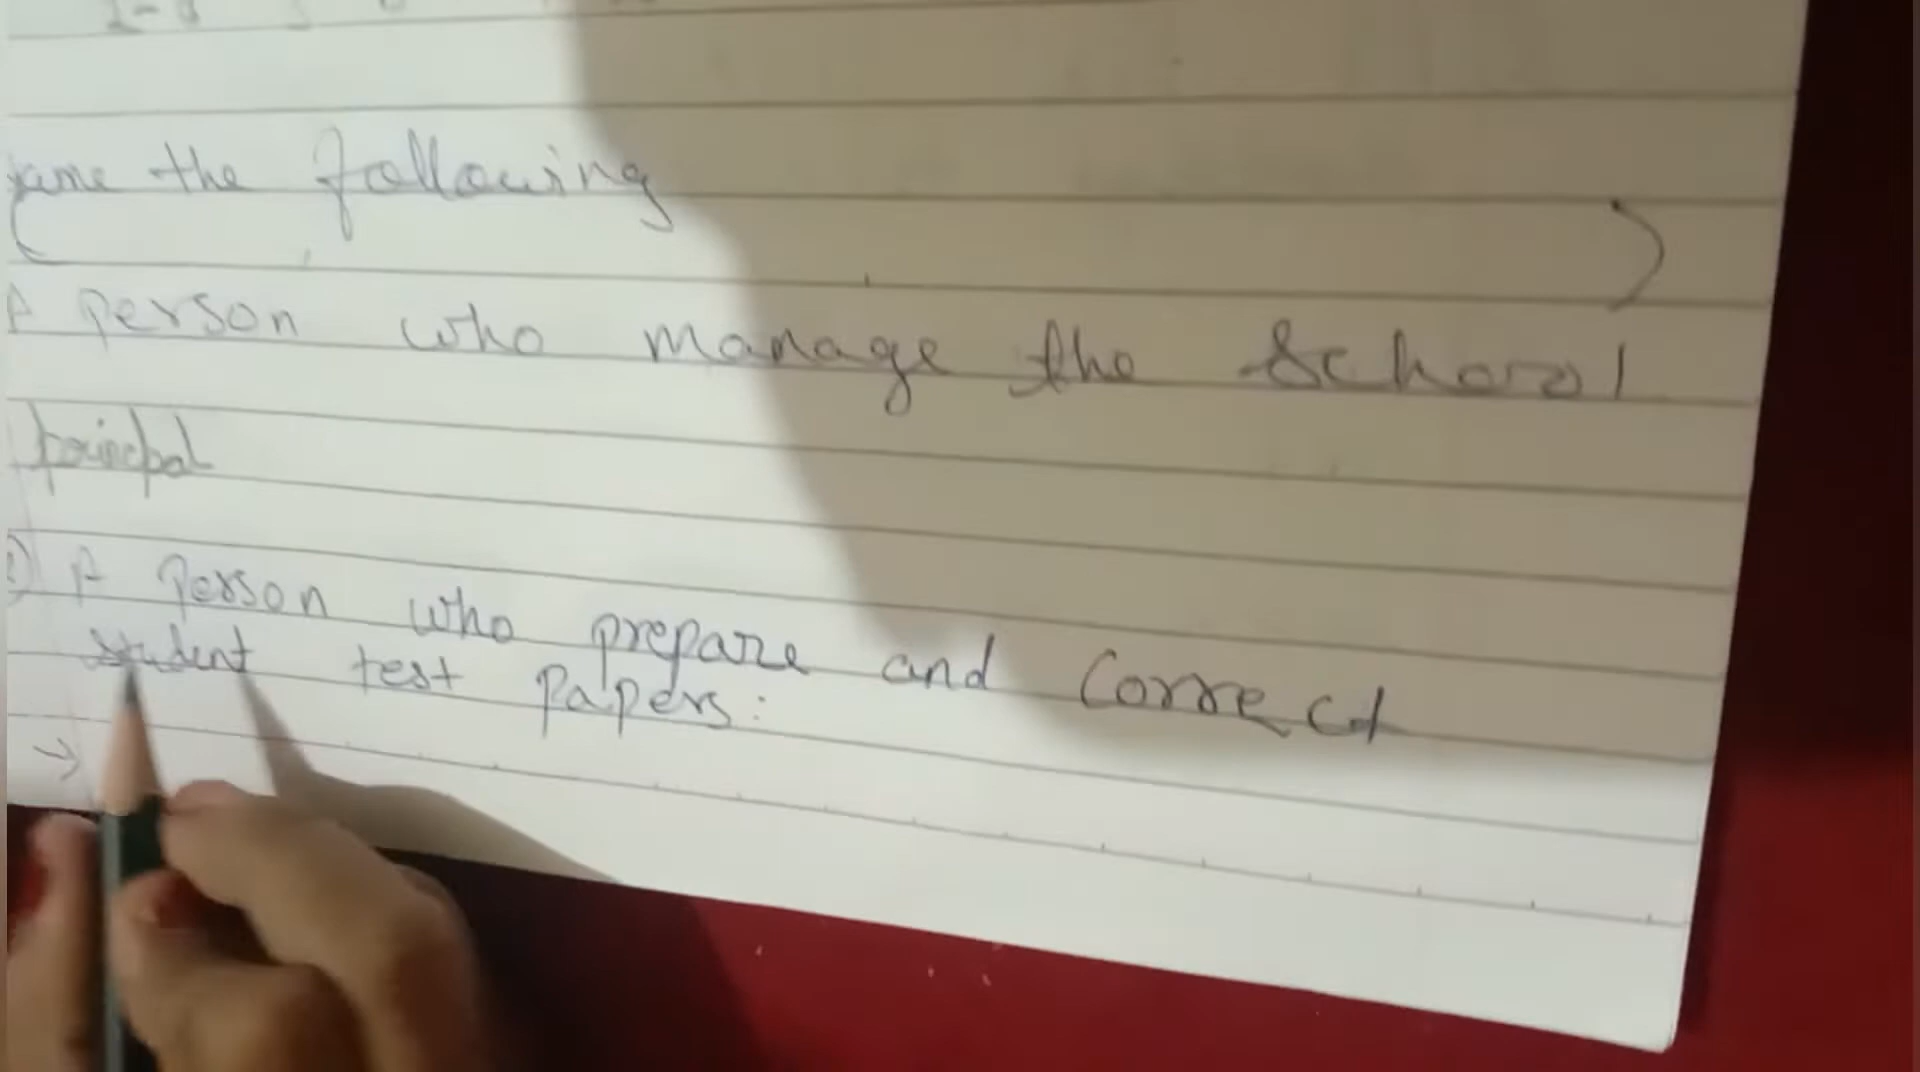 ame the following
A person who manage the School
principal
) A person who prepare and Correct
student test papers:
→